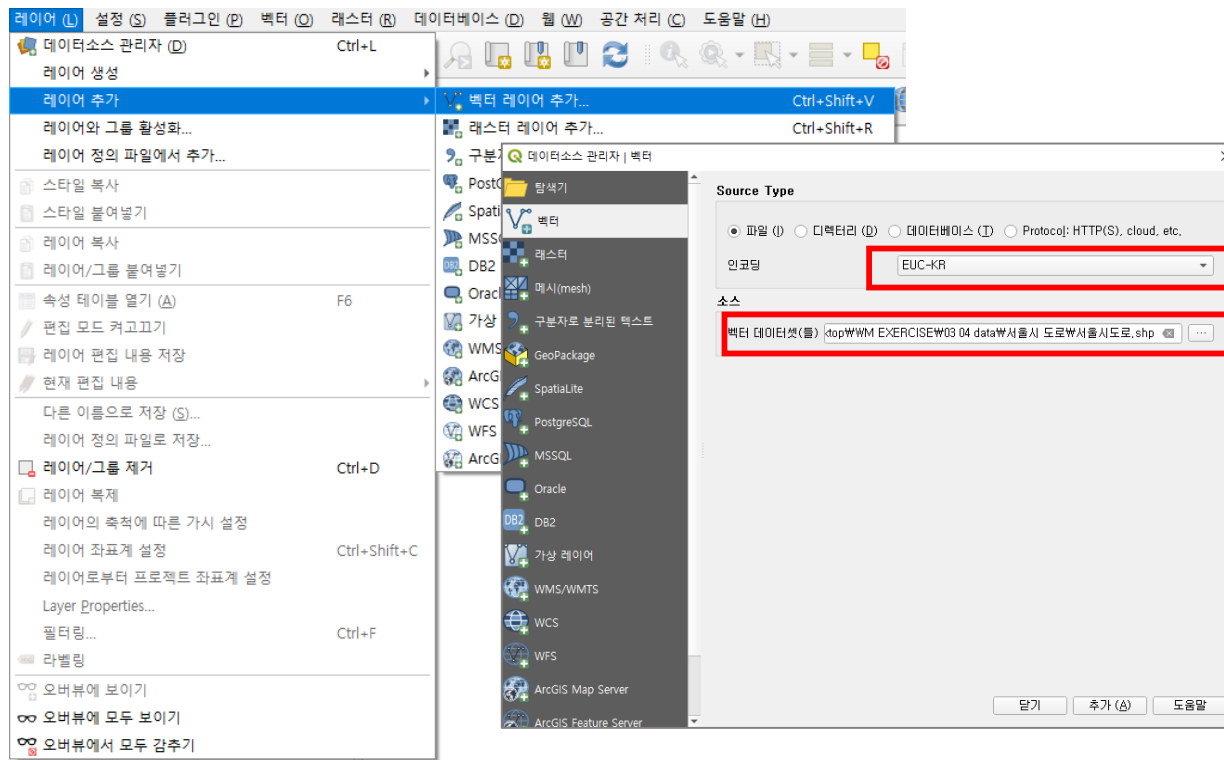 레이어 (L) 설정 (S) 플러그인 (P) 벡터 (O) 래스터 (R) 데이터베이스 (D) 웹 (W) 공간 처리 (C) 도움말 (H)
데이터소스 관리자 (D) Ctrl+L
레이어 생성
레이어 추가
레이어와 그룹 활성화...
레이어 정의 파일에서 추가...
스타일 복사
스타일 붙여넣기
레이어 복사
레이어/그룹 붙여넣기
속성 테이블 열기 (A) F6
편집 모드 켜고끄기
레이어 편집 내용 저장
현재 편집 내용
다른 이름으로 저장 (S)...
레이어 정의 파일로 저장...
레이어/그룹 제거 Ctrl+D
레이어 복제
레이어의 축척에 따른 가시 설정
레이어 좌표계 설정 Ctrl+Shift+C
레이어로부터 프로젝트 좌표계 설정
Layer Properties...
필터링... Ctrl+F
라벨링
오버뷰에 보이기
오버뷰에 모두 보이기
오버뷰에서 모두 감추기
벡터 레이어 추가... Ctrl+Shift+V
래스터 레이어 추가... Ctrl+Shift+R
구분
Post
Spati
MSS
DB2
Oracl
가상
WMS
ArcG
WCS
WFS
ArcG
데이터소스 관리자 | 벡터
탐색기
벡터
래스터
메시(mesh)
구분자로 분리된 텍스트
GeoPackage
SpatiaLite
PostgreSQL
MSSQL
Oracle
DB2
가상 레이어
WMS/WMTS
WCS
WFS
ArcGIS Map Server
ArcGIS Feature Server
Source Type
파일 (I) 디렉터리 (D) 데이터베이스 (T) Protocol: HTTP(S), cloud, etc.
인코딩 EUC-KR
소스
벡터 데이터셋(들) top₩WM EXERCISE₩03 04 data₩서울시 도로₩서울시도로.shp ...
닫기 추가 (A) 도움말